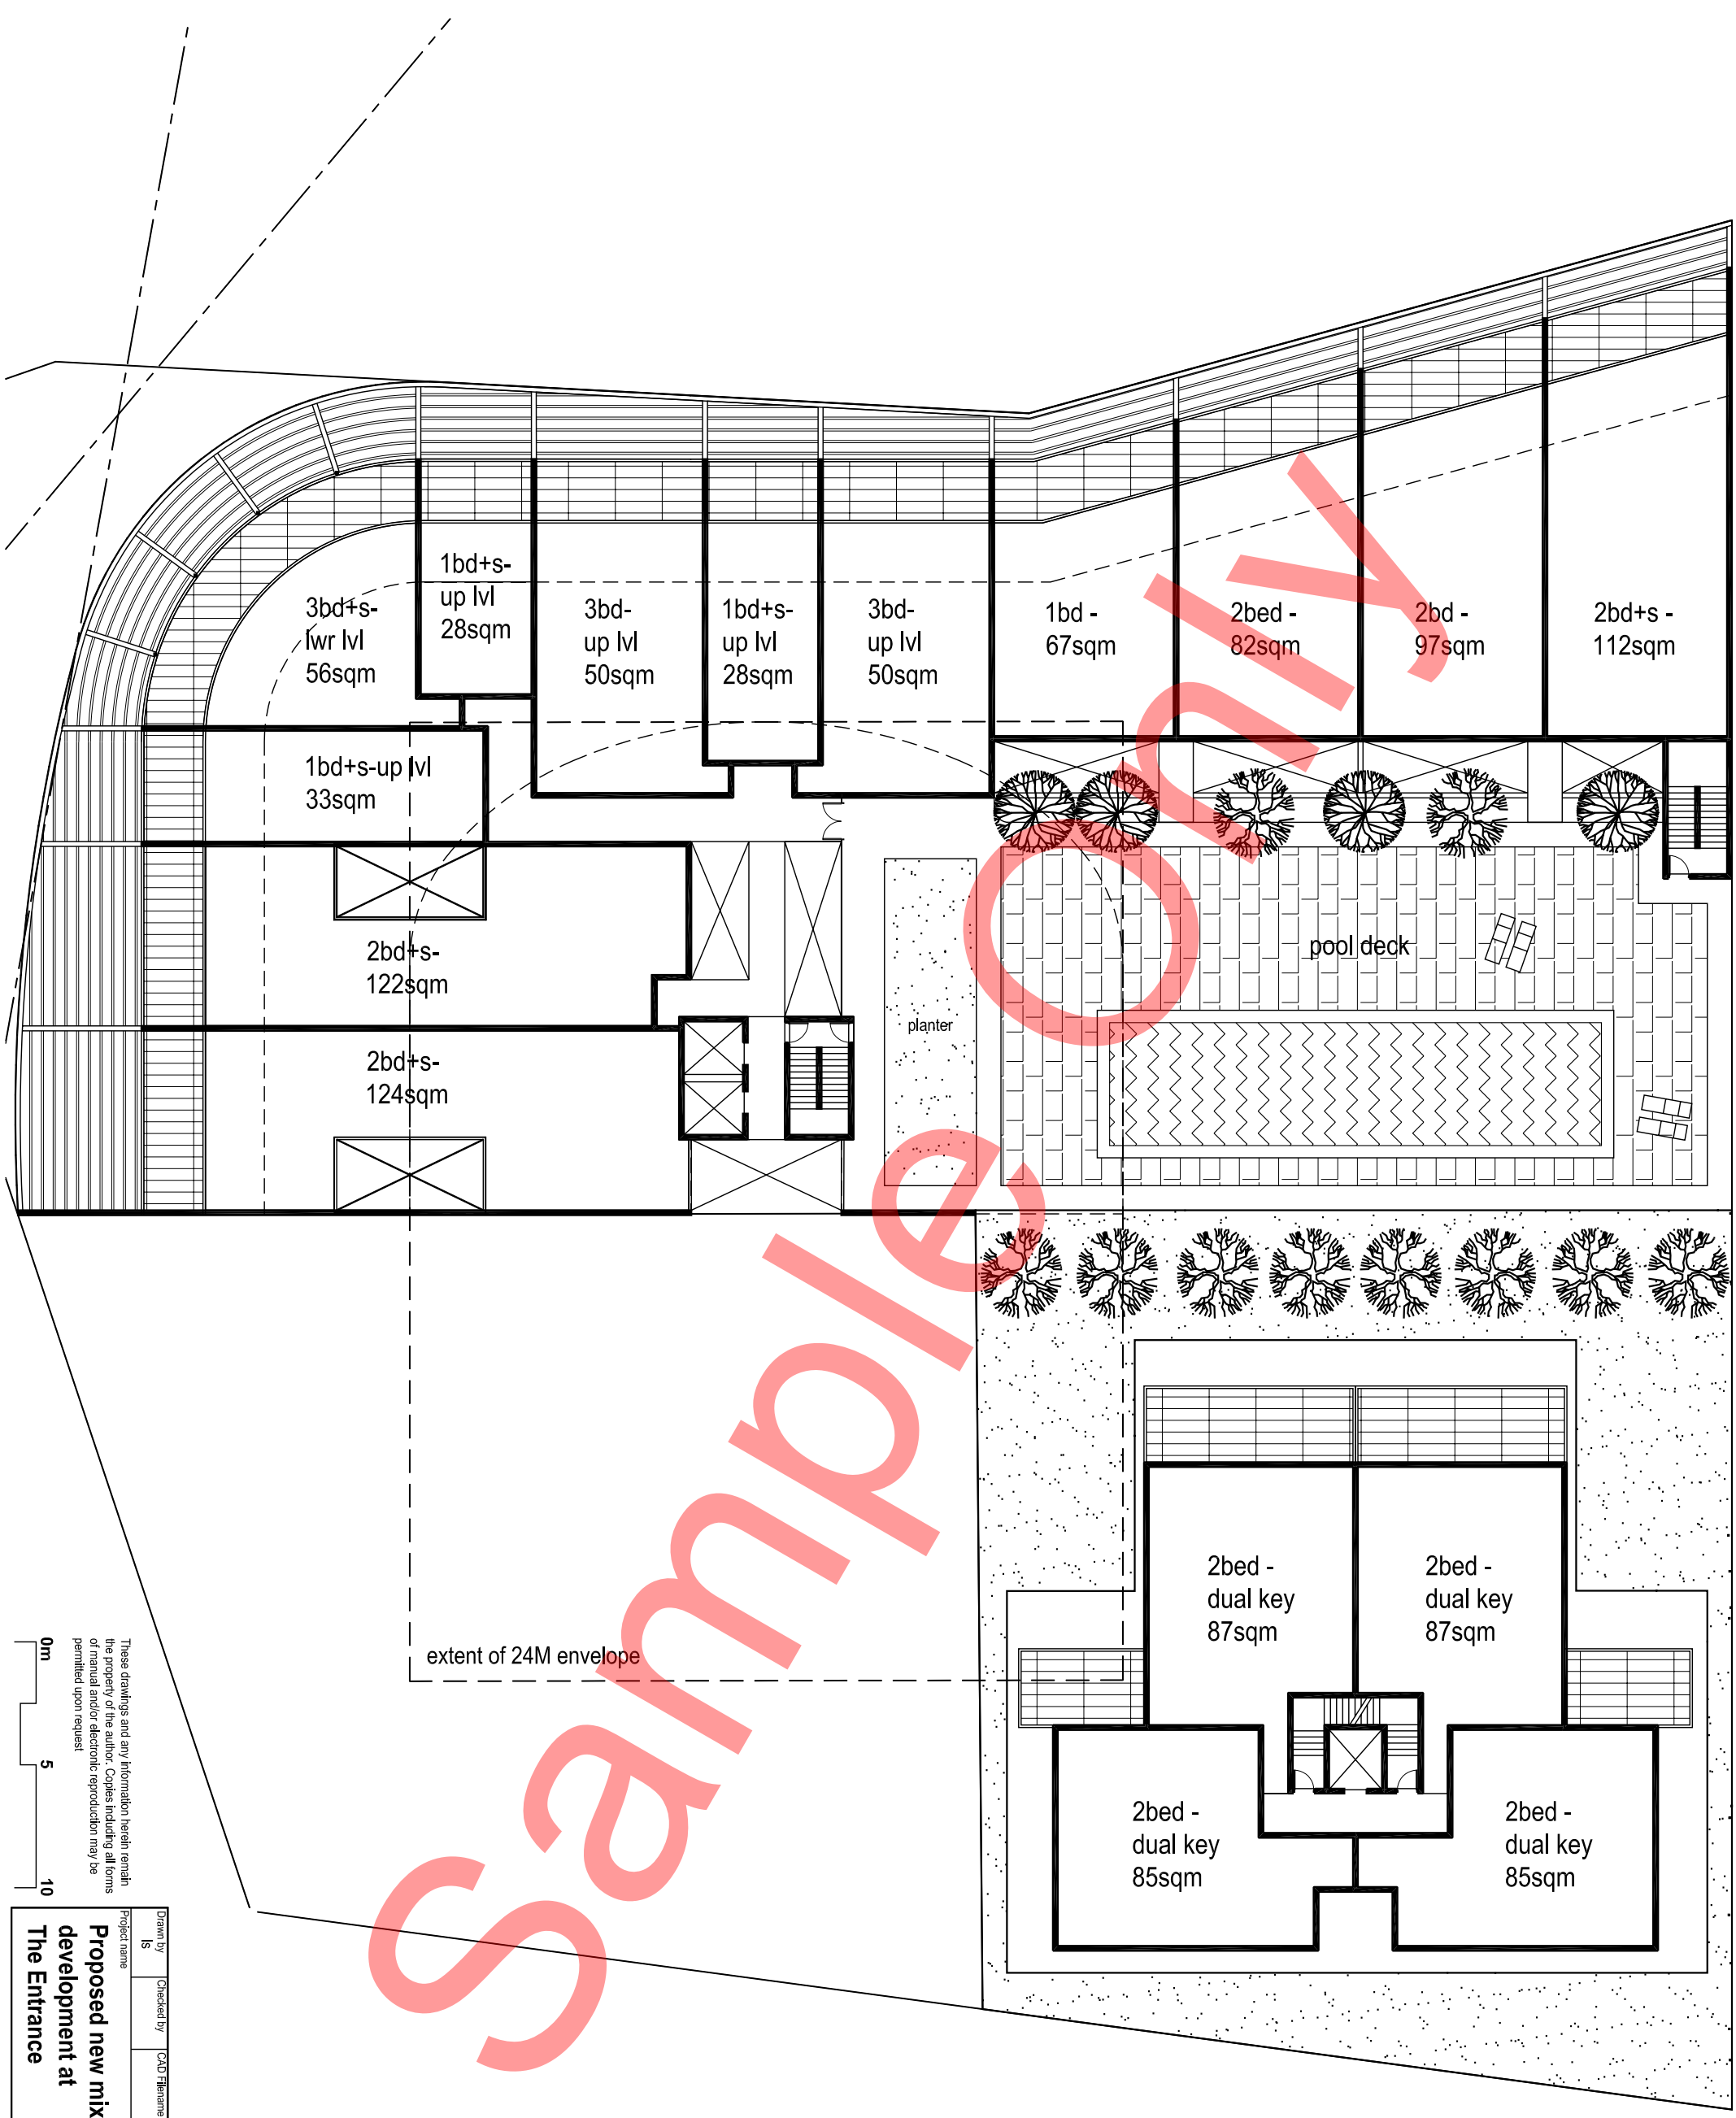 1bd+s-
up lvl
28sqm
3bd+s-
lwr lvl
56sqm
3bd-
up lvl
50sqm
1bd+s-
up lvl
28sqm
3bd-
up lvl
50sqm
1bd -
67sqm
2bed -
82sqm
2bd -
97sqm
2bd+s -
112sqm
1bd+s-up lvl
33sqm
2bd+s-
122sqm
pool deck
planter
2bd+s-
124sqm
2bed -
dual key
87sqm
2bed -
dual key
87sqm
extent of 24M envelope
2bed -
dual key
85sqm
2bed -
dual key
85sqm
Sample Only
These drawings and any information herein remain
the property of the author. Copies including all forms
of manual and/or electronic reproduction may be
permitted upon request
0m 5 10
Drawn by
ls
Checked by
CAD Filename
Project name
Proposed new mix
development at
The Entrance